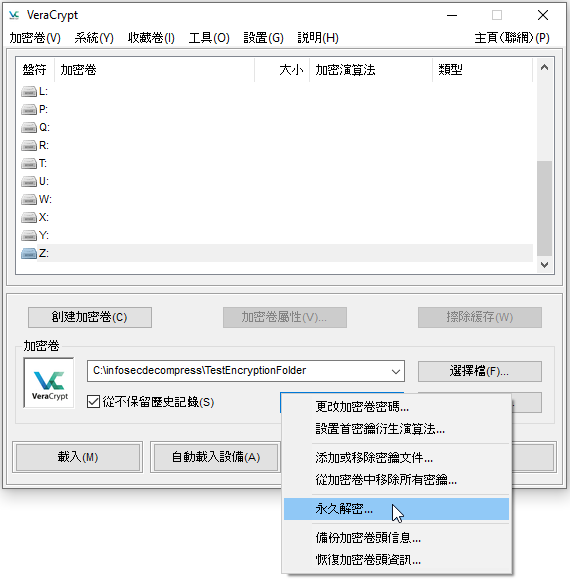 VeraCrypt
加密卷(V) 系統(Y) 收藏卷(I) 工具(O) 設置(G) 説明(H) 主頁(聯網)(P)
盤符 加密卷 大小 加密演算法 類型
L:
P:
Q:
R:
T:
U:
W:
X:
Y:
Z:
創建加密卷(C) 加密卷屬性(V)... 擦除緩存(W)
加密卷
VeraCrypt
C:\infosecdecompress\TestEncryptionFolder 選擇檔(F)...
從不保留歷史記錄(S)
載入(M) 自動載入設備(A)
更改加密卷密碼...
設置首密鑰衍生演算法...
添加或移除密鑰文件...
從加密卷中移除所有密鑰...
永久解密...
備份加密卷頭信息...
恢復加密卷頭資訊...